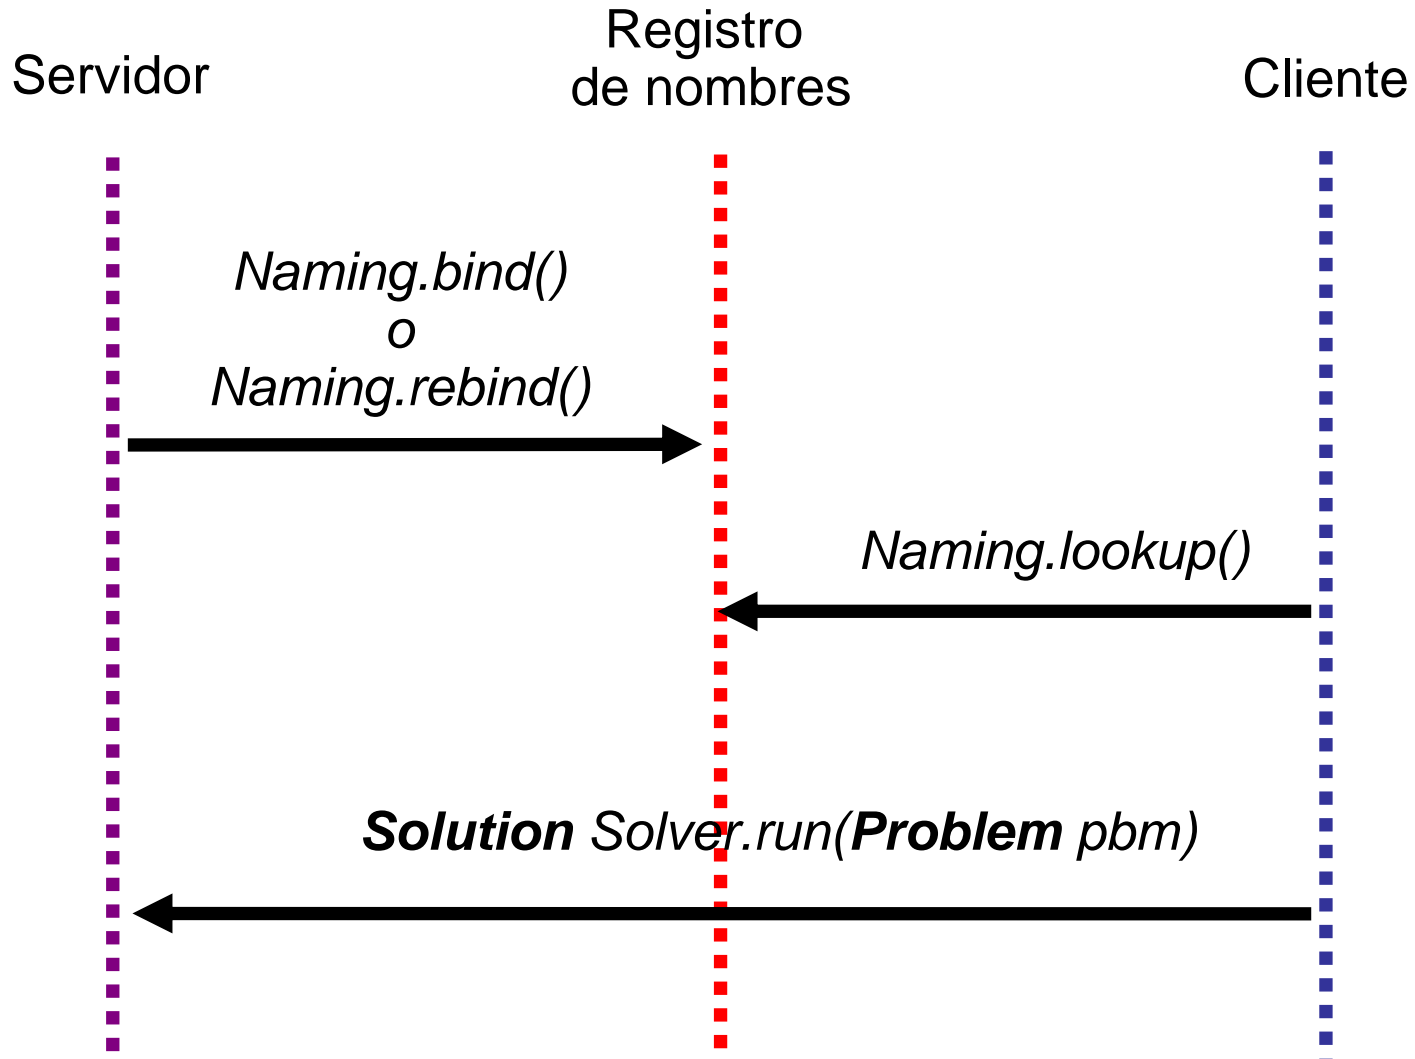 Servidor
Registro
de nombres
Cliente
Naming.bind()
o
Naming.rebind()
Naming.lookup()
Solution Solver.run(Problem pbm)